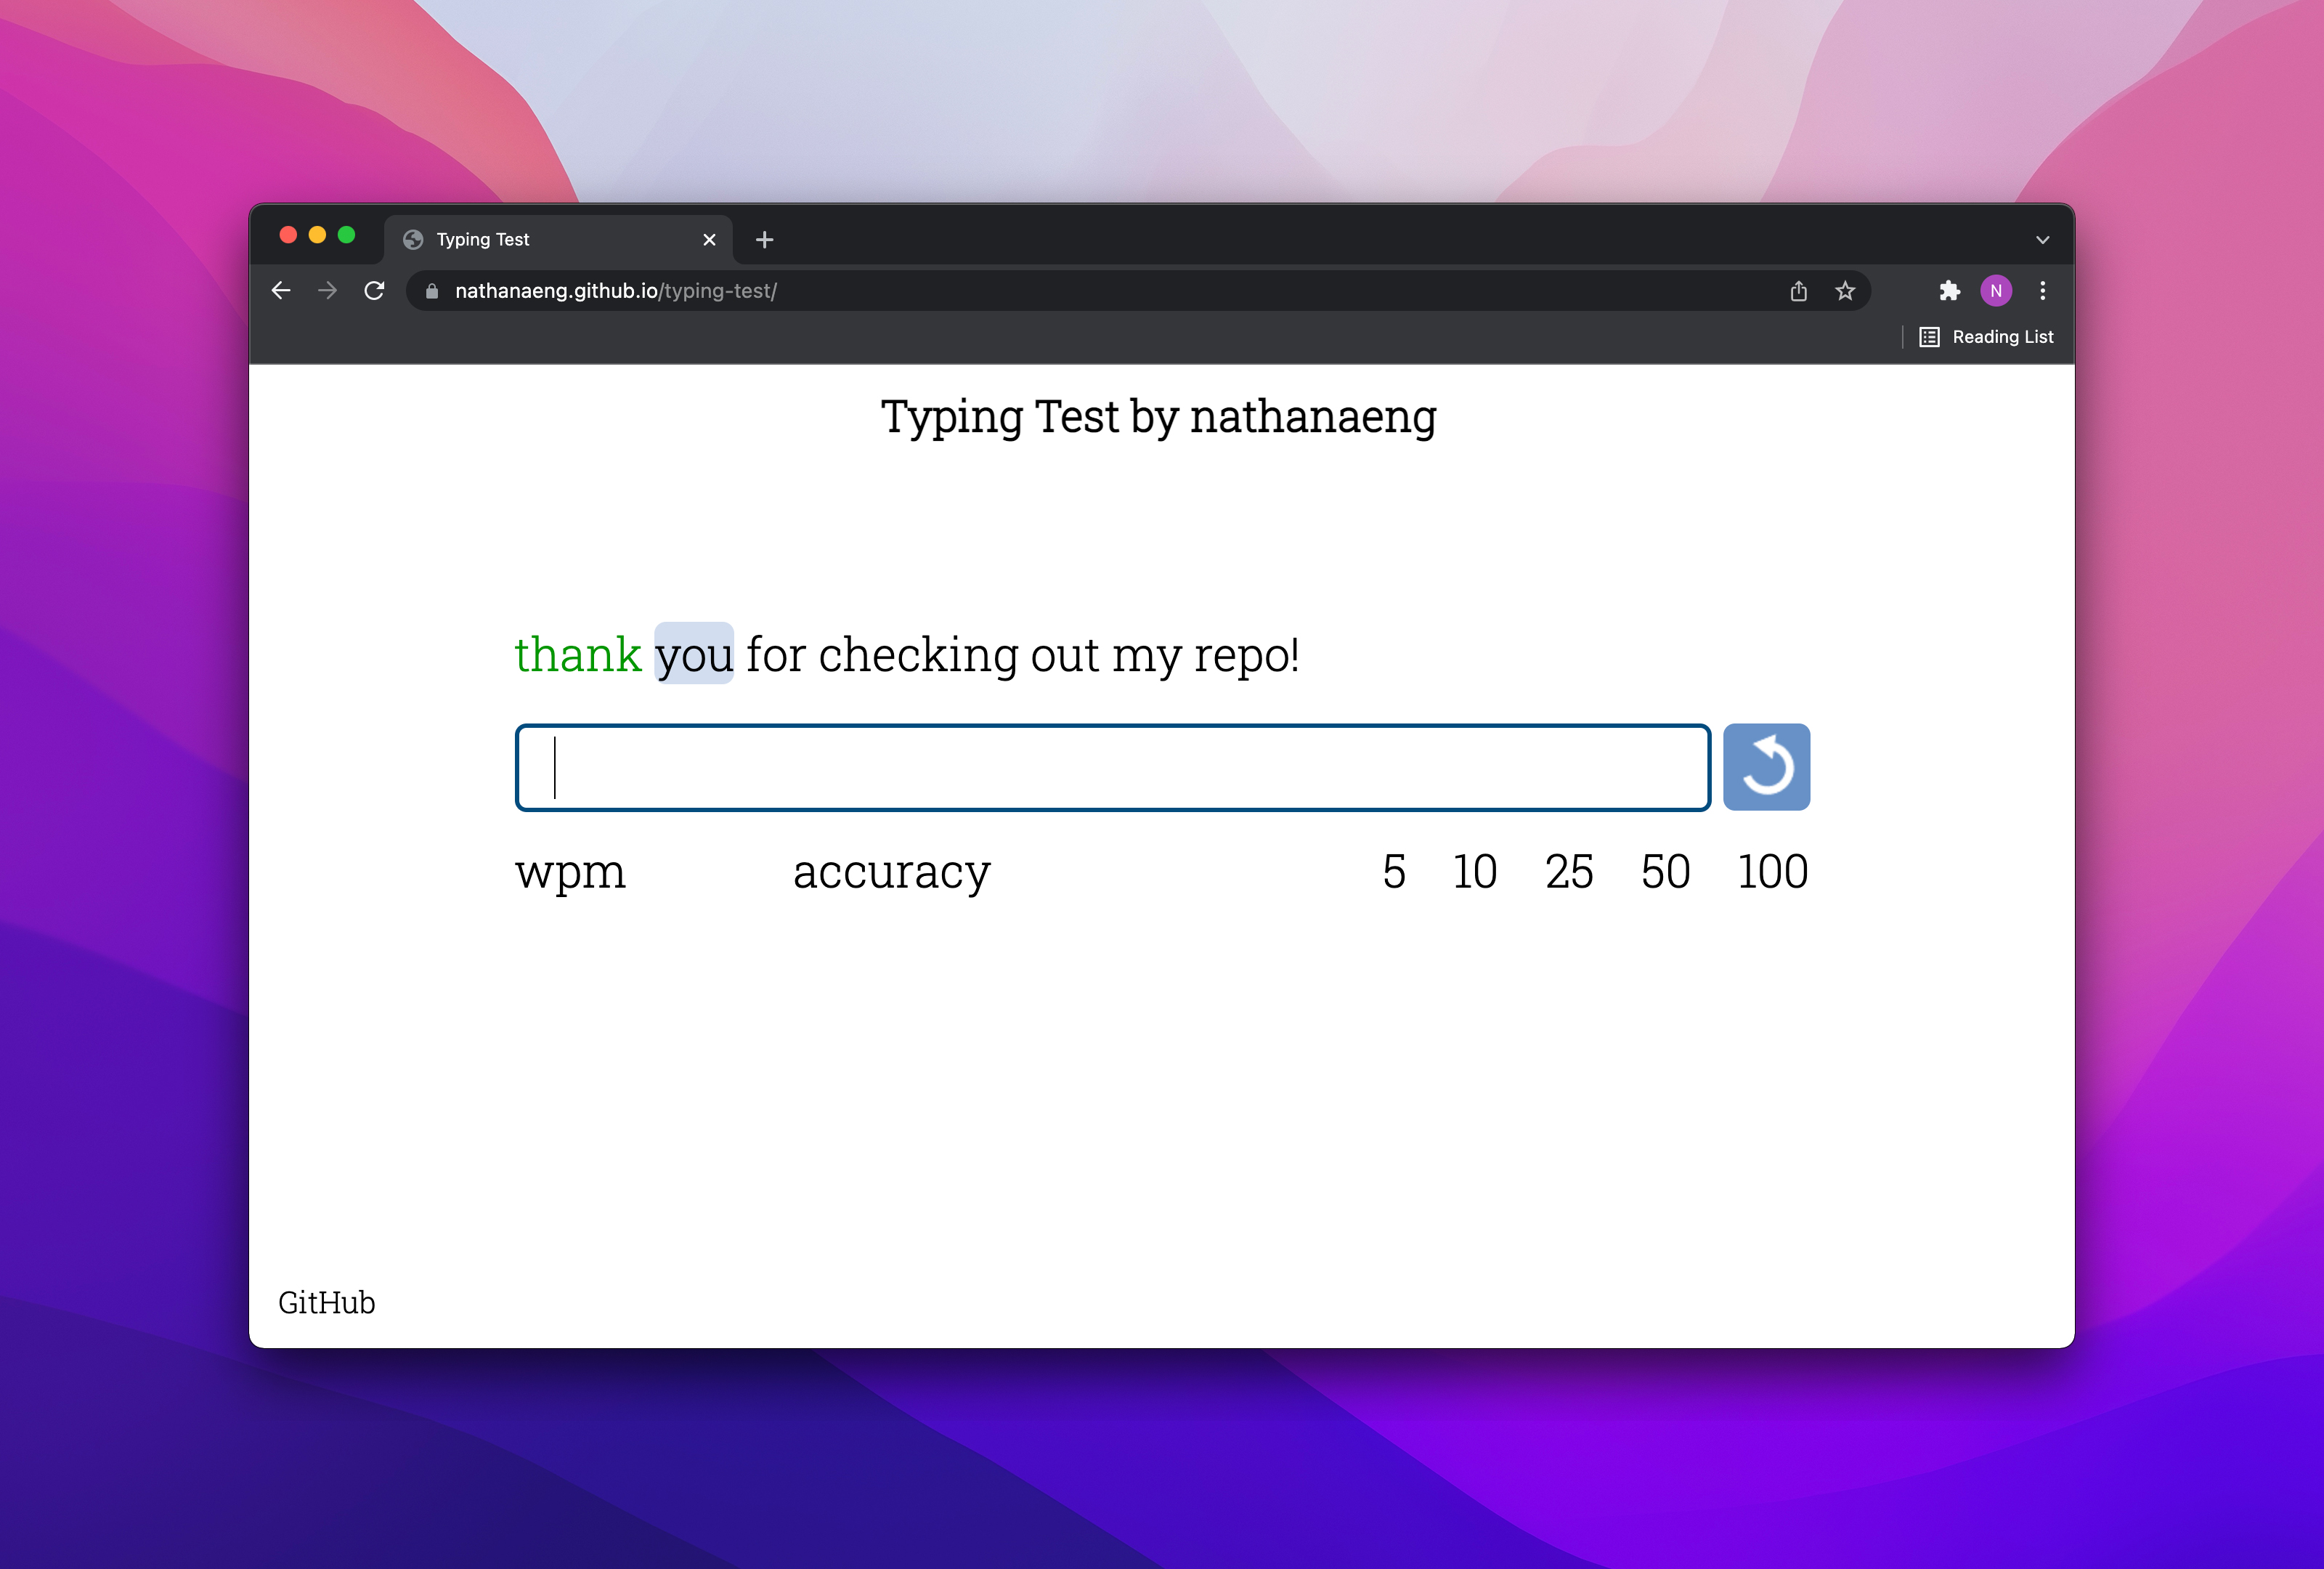 Typing Test
nathanaeng.github.io/typing-test/
N
Reading List
Typing Test by nathanaeng
thank you for checking out my repo!
wpm accuracy 5 10 25 50 100
GitHub